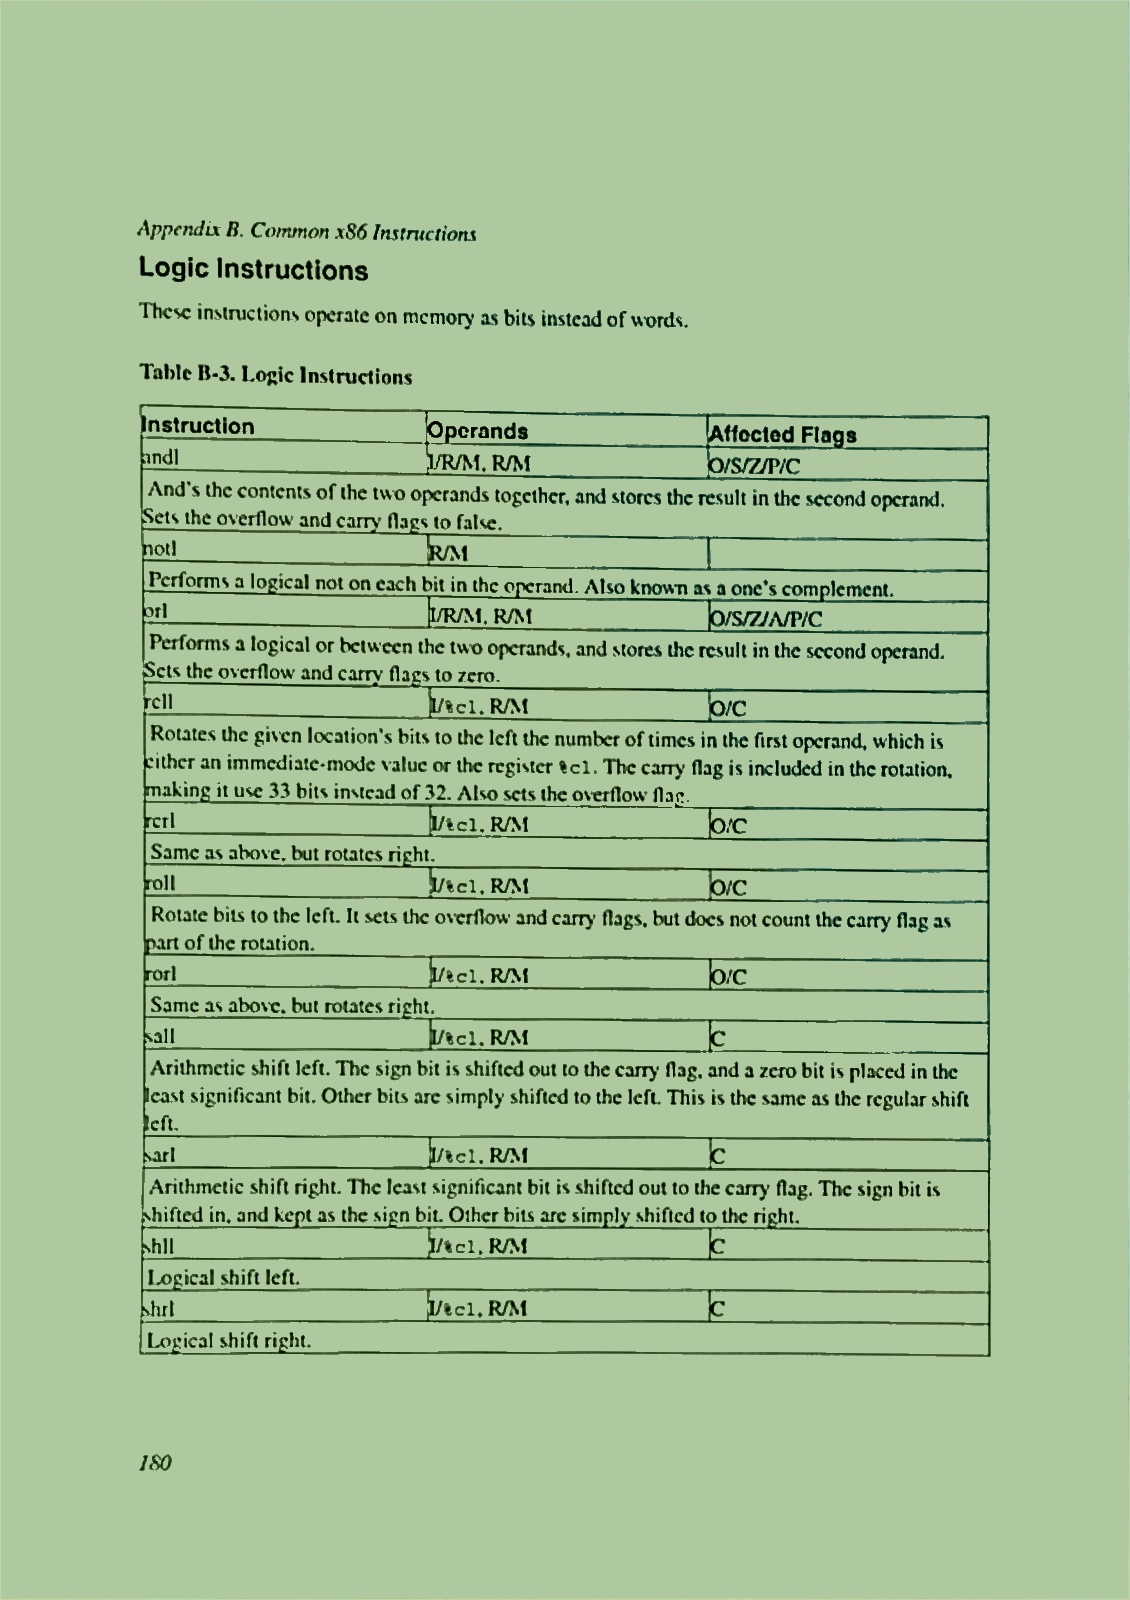 Appendix B. Common x86 Instructions
Logic Instructions
These instructions operate on memory as bits instead of words.
Table B-3. Logic Instructions
Instruction Operands Affected Flags
andl I/R/M, R/M O/S/Z/P/C
And's the contents of the two operands together, and stores the result in the second operand.
Sets the overflow and carry flags to false.
notl R/M
Performs a logical not on each bit in the operand. Also known as a one's complement.
orl I/R/M, R/M O/S/Z/A/P/C
Performs a logical or between the two operands, and stores the result in the second operand.
Sets the overflow and carry flags to zero.
rcll I/%cl, R/M O/C
Rotates the given location's bits to the left the number of times in the first operand, which is
either an immediate-mode value or the register %cl. The carry flag is included in the rotation,
making it use 33 bits instead of 32. Also sets the overflow flag.
rcrl I/%cl, R/M O/C
Same as above, but rotates right.
roll I/%cl, R/M O/C
Rotate bits to the left. It sets the overflow and carry flags, but does not count the carry flag as
part of the rotation.
rorl I/%cl, R/M O/C
Same as above, but rotates right.
sall I/%cl, R/M C
Arithmetic shift left. The sign bit is shifted out to the carry flag, and a zero bit is placed in the
least significant bit. Other bits are simply shifted to the left. This is the same as the regular shift
left.
sarl I/%cl, R/M C
Arithmetic shift right. The least significant bit is shifted out to the carry flag. The sign bit is
shifted in, and kept as the sign bit. Other bits are simply shifted to the right.
shll I/%cl, R/M C
Logical shift left.
shrl I/%cl, R/M C
Logical shift right.
180